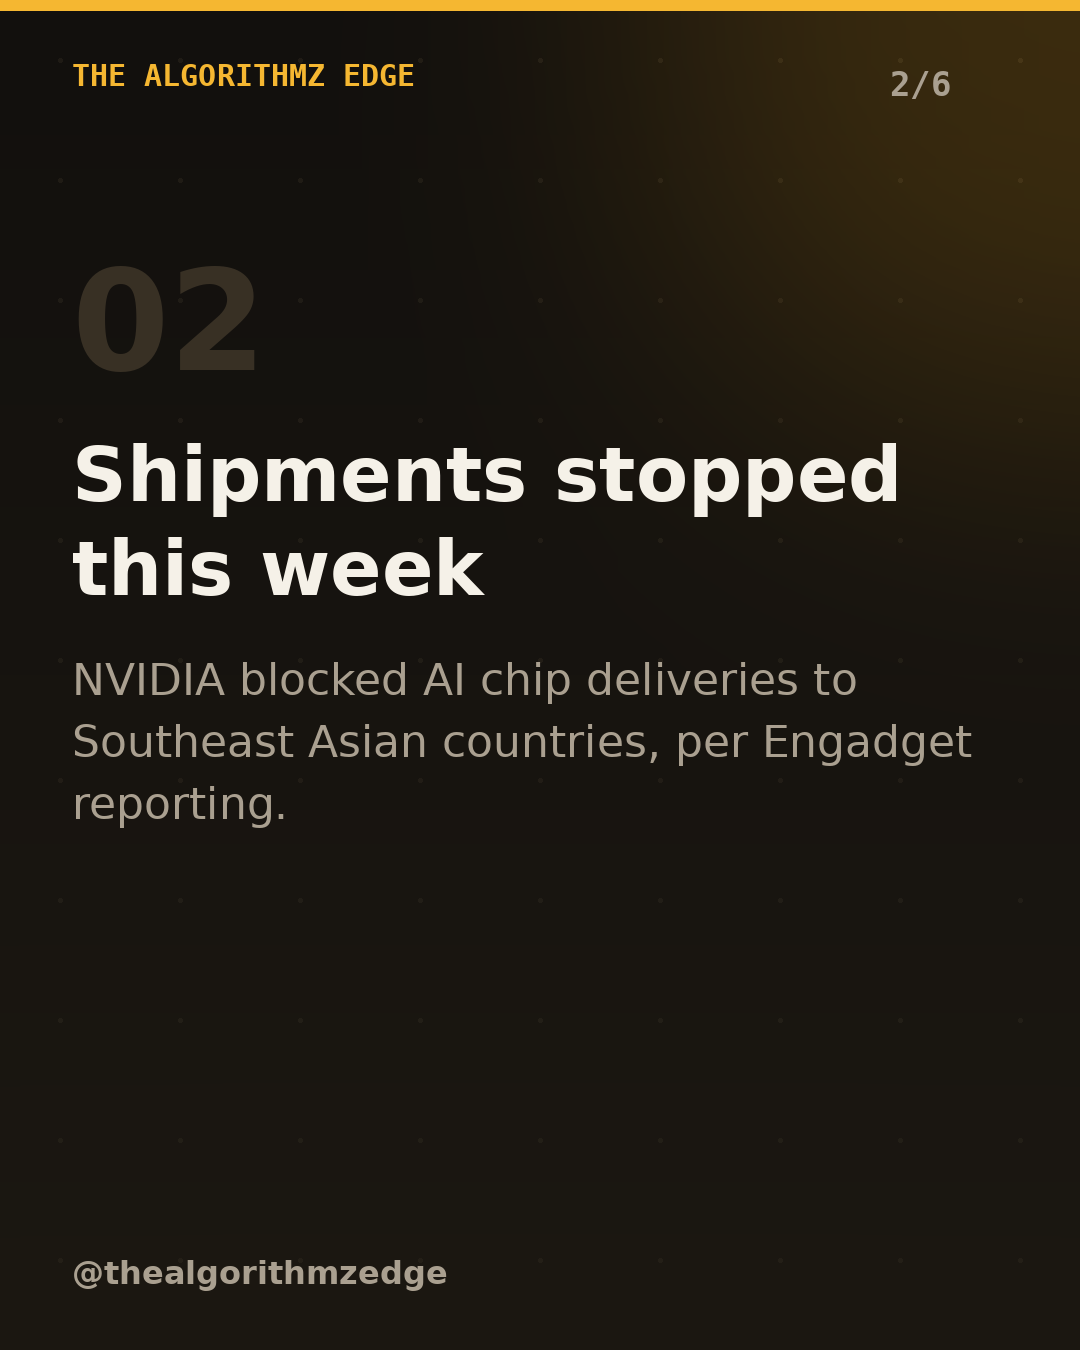 THE ALGORITHMZ EDGE
2/6
02
Shipments stopped
this week
NVIDIA blocked AI chip deliveries to
Southeast Asian countries, per Engadget
reporting.
@thealgorithmzedge